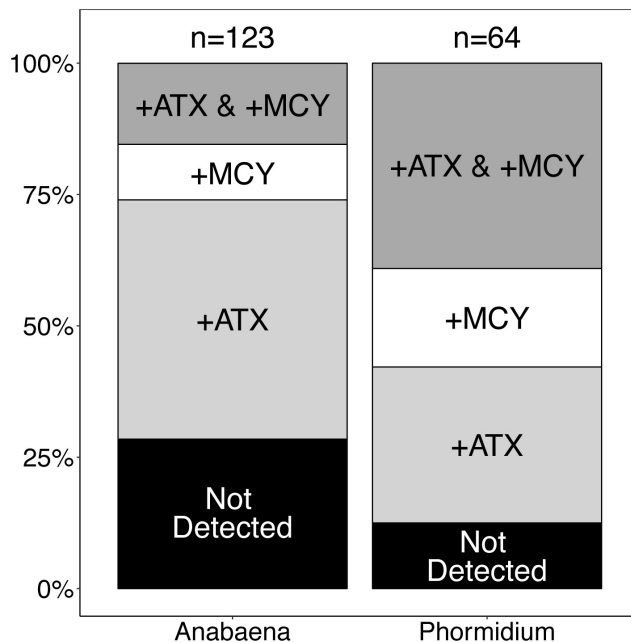 n=123 n=64
100%
+ATX & +MCY
+MCY
+ATX & +MCY
75%
+ATX
50%
+MCY
+ATX
25%
Not
Detected
Not
Detected
0%
Anabaena Phormidium